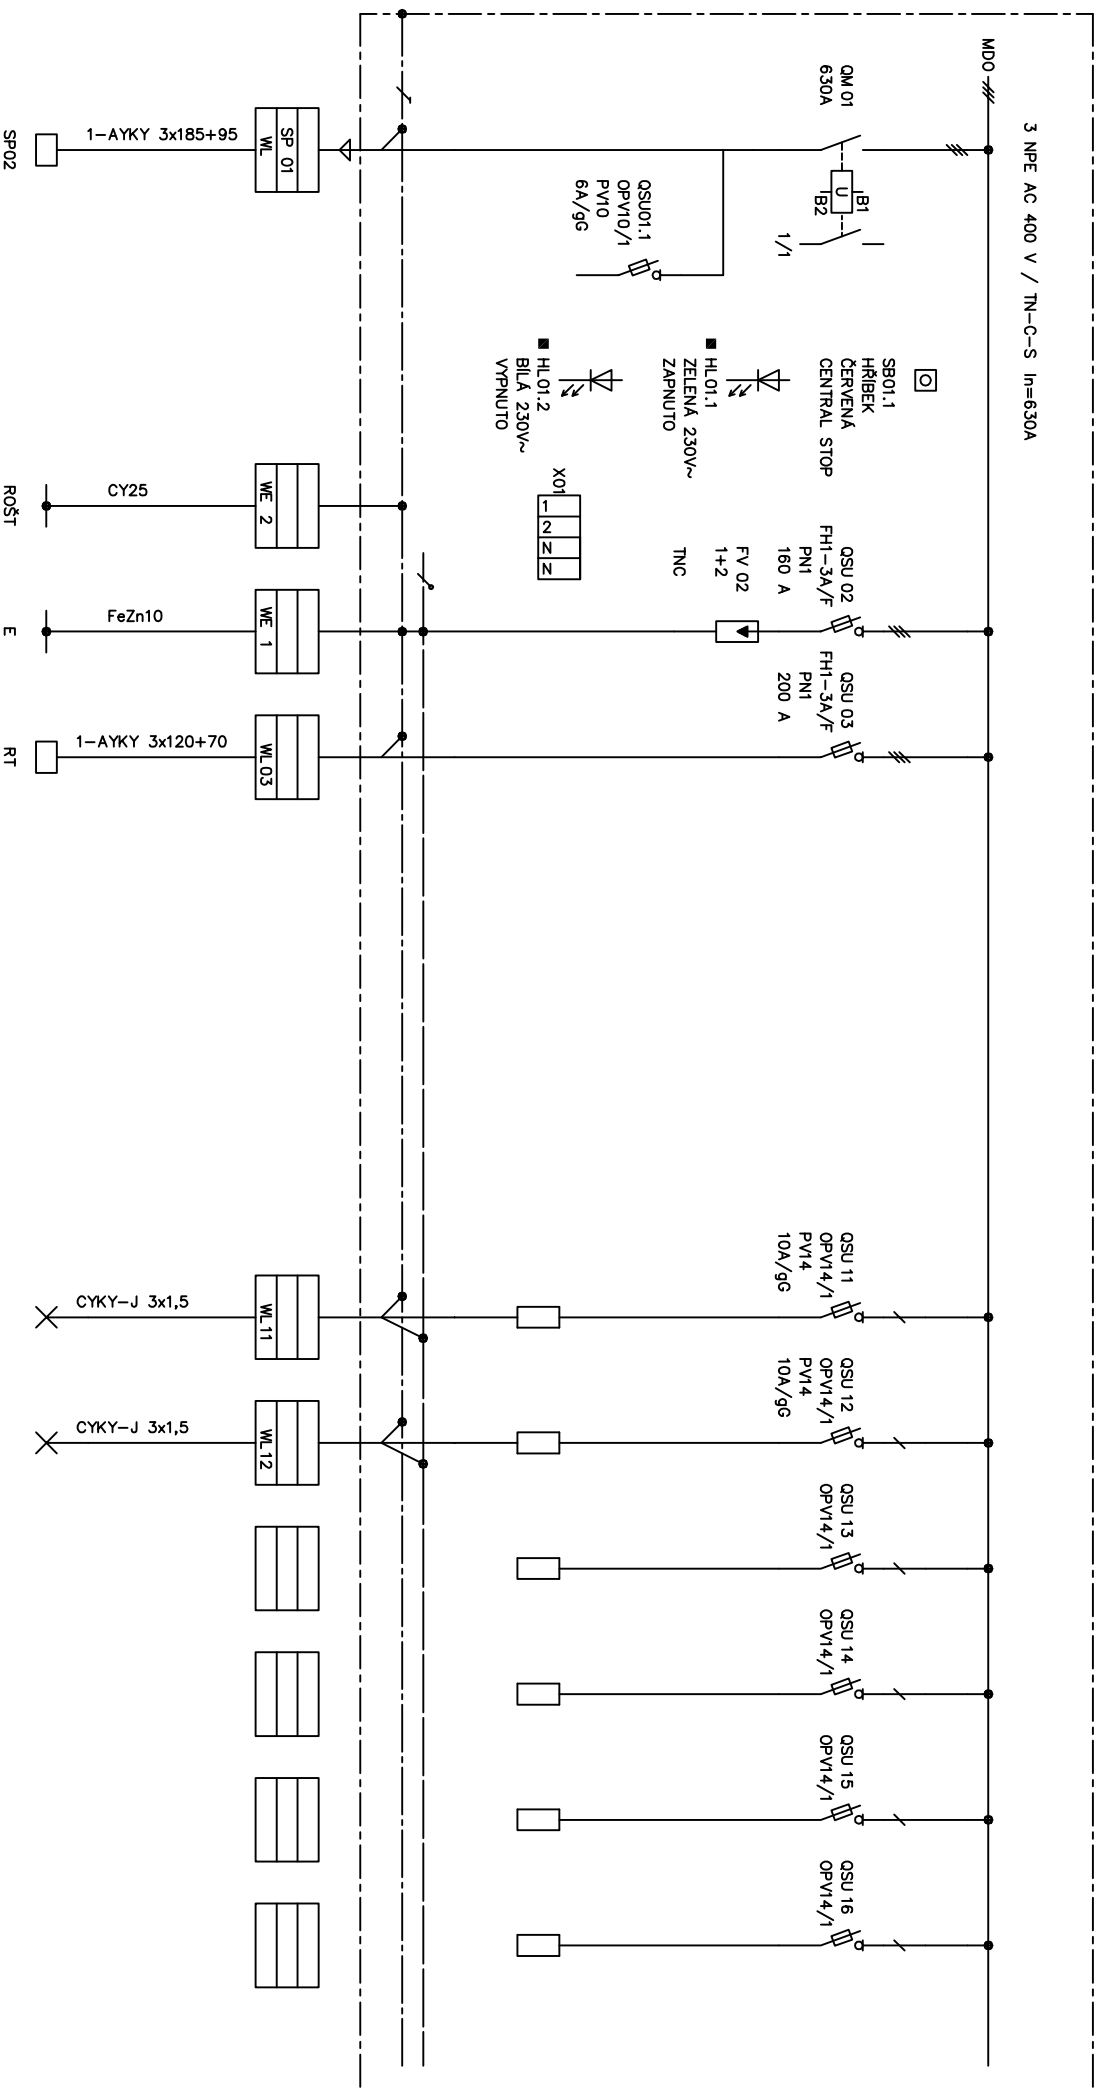 3 NPE AC 400 V / TN-C-S In=630A
MDO
QM 01
630A
U
B1
B2
1/1
QSU01.1
OPV10/1
PV10
6A/gG
SB01.1
HŘÍBEK
ČERVENÁ
CENTRAL STOP
HL01.1
ZELENÁ 230V~
ZAPNUTO
HL01.2
BÍLÁ 230V~
VYPNUTO
X01
1
2
N
N
QSU 02
FH1-3A/F
PN1
160 A
FV 02
1+2
TNC
QSU 03
FH1-3A/F
PN1
200 A
QSU 11
OPV14/1
PV14
10A/gG
QSU 12
OPV14/1
PV14
10A/gG
QSU 13
OPV14/1
QSU 14
OPV14/1
QSU 15
OPV14/1
QSU 16
OPV14/1
SP 01
WL
WE 2
WE 1
WL 03
WL 11
WL 12
1-AYKY 3x185+95
CY25
FeZn10
1-AYKY 3x120+70
CYKY-J 3x1,5
CYKY-J 3x1,5
SP02
ROŠT
E
RT